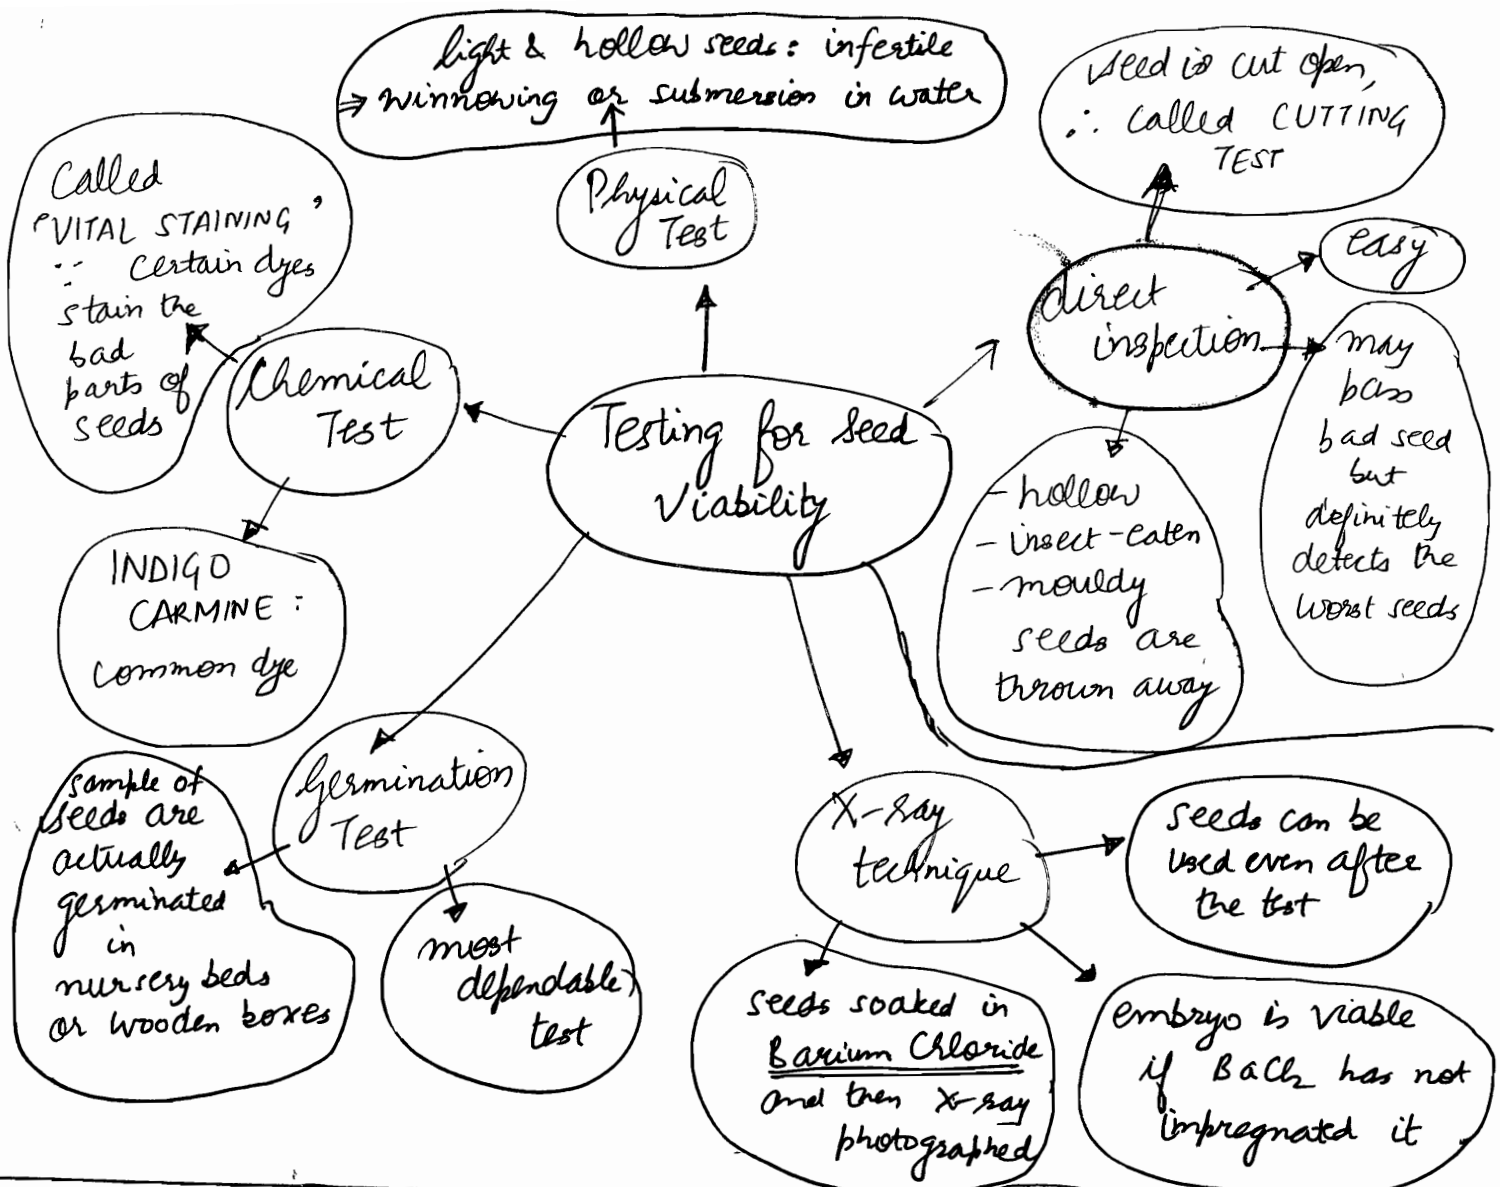 light & hollow seeds: infertile
⇒ winnowing or submersion in water
Physical
Test
seed is cut open,
∴ called CUTTING
TEST
direct
inspection
easy
may
pass
bad seed
but
definitely
detects the
worst seeds
- hollow
- insect-eaten
- mouldy
seeds are
thrown away
Called
'VITAL STAINING'
∵ certain dyes
stain the
bad
parts of
seeds
Chemical
Test
INDIGO
CARMINE:
common dye
Testing for seed
Viability
Germination
Test
sample of
seeds are
actually
germinated
in
nursery beds
or wooden boxes
most
dependable
test
X-ray
technique
seeds can be
used even after
the test
seeds soaked in
Barium Chloride
and then X-ray
photographed
embryo is viable
if BaCl2 has not
impregnated it